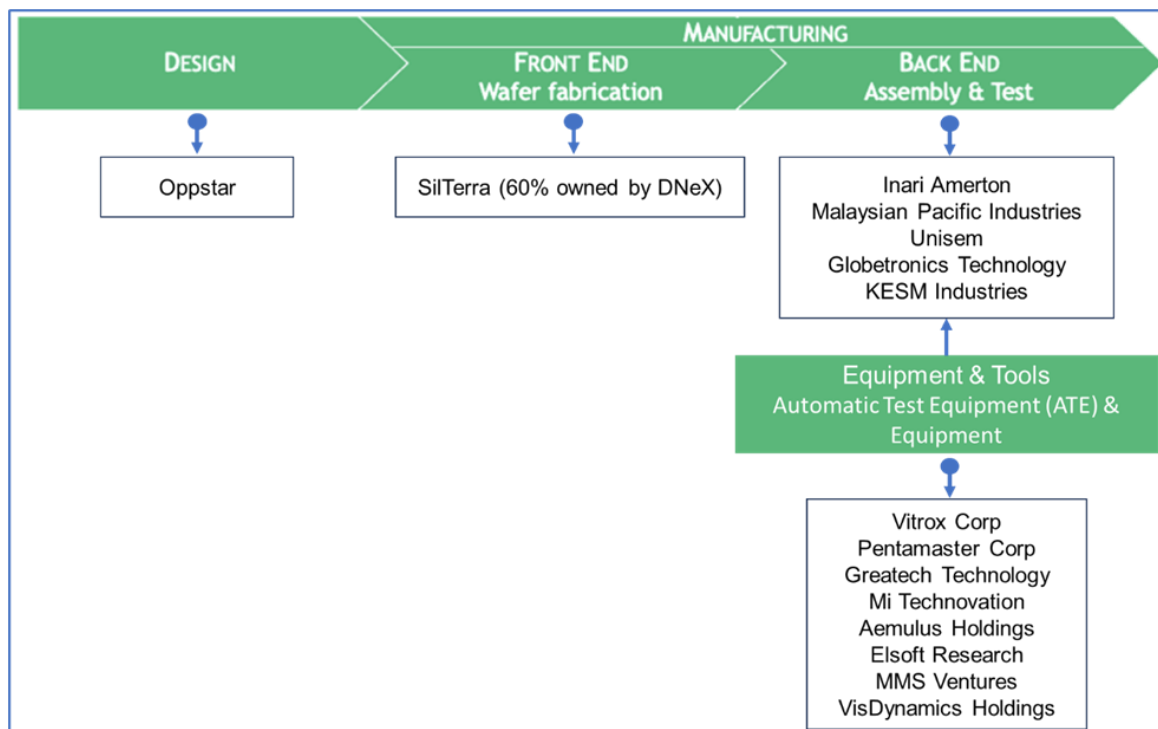 MANUFACTURING
DESIGN
FRONT END
Wafer fabrication
BACK END
Assembly & Test
Oppstar
SilTerra (60% owned by DNeX)
Inari Amerton
Malaysian Pacific Industries
Unisem
Globetronics Technology
KESM Industries
Equipment & Tools
Automatic Test Equipment (ATE) &
Equipment
Vitrox Corp
Pentamaster Corp
Greatech Technology
Mi Technovation
Aemulus Holdings
Elsoft Research
MMS Ventures
VisDynamics Holdings